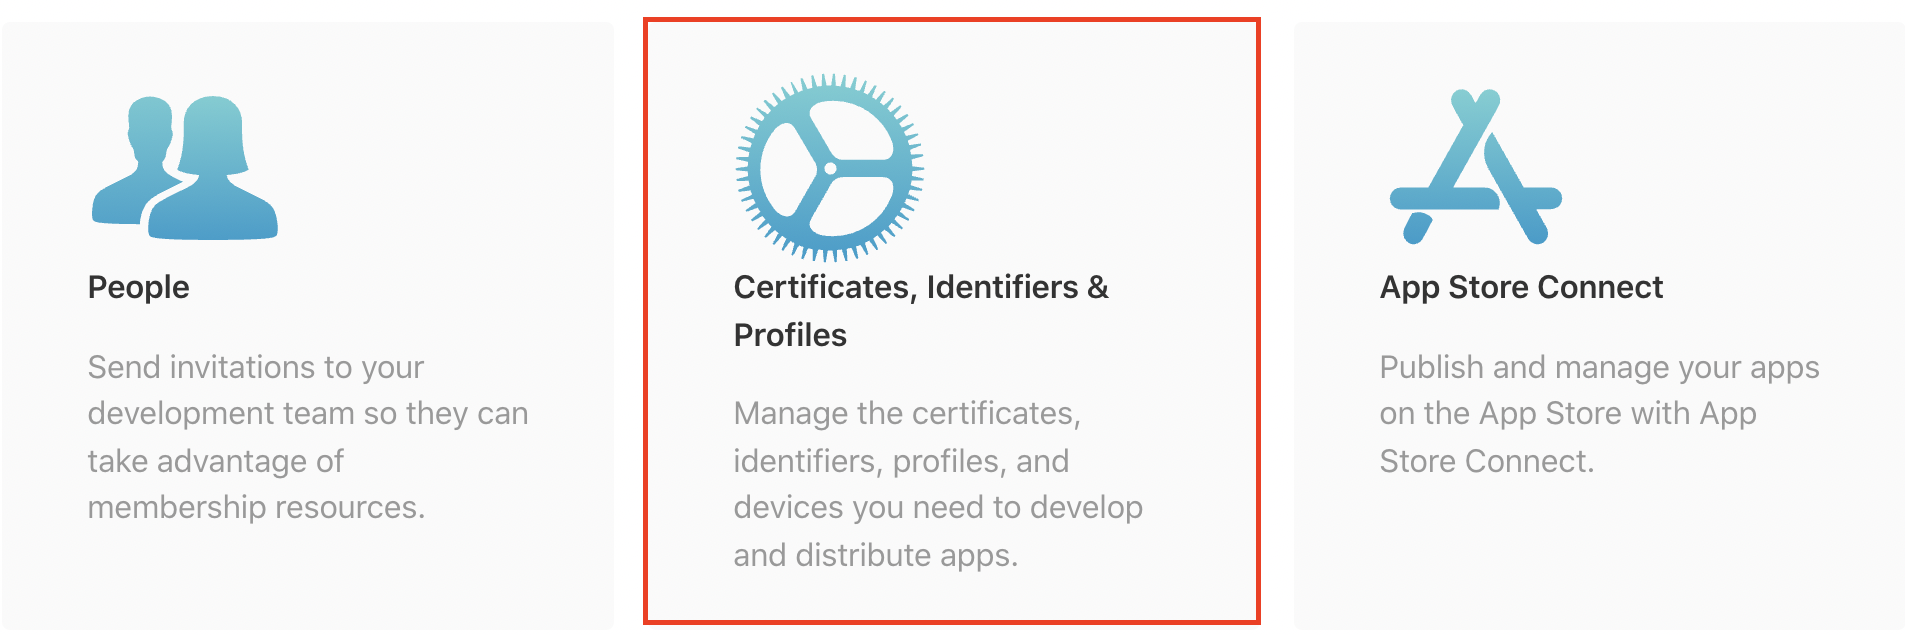 People
Send invitations to your
development team so they can
take advantage of
membership resources.
Certificates, Identifiers &
Profiles
Manage the certificates,
identifiers, profiles, and
devices you need to develop
and distribute apps.
App Store Connect
Publish and manage your apps
on the App Store with App
Store Connect.